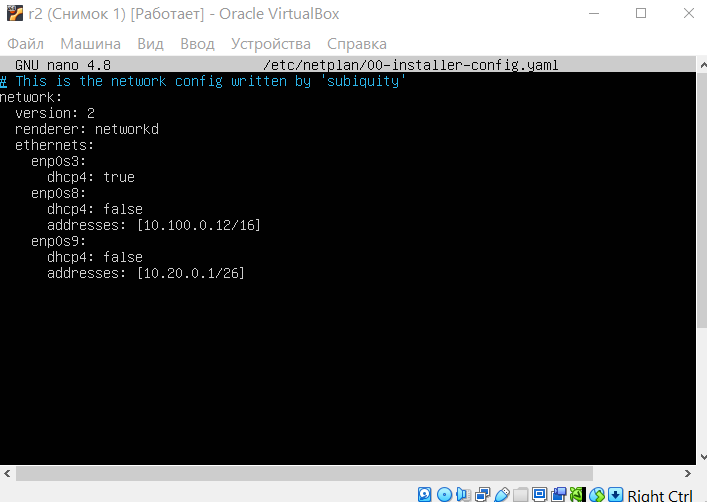 r2 (Снимок 1) [Работает] - Oracle VirtualBox
Файл Машина Вид Ввод Устройства Справка
GNU nano 4.8 /etc/netplan/00-installer-config.yaml
# This is the network config written by 'subiquity'
network:
  version: 2
  renderer: networkd
  ethernets:
    enp0s3:
      dhcp4: true
    enp0s8:
      dhcp4: false
      addresses: [10.100.0.12/16]
    enp0s9:
      dhcp4: false
      addresses: [10.20.0.1/26]
Right Ctrl